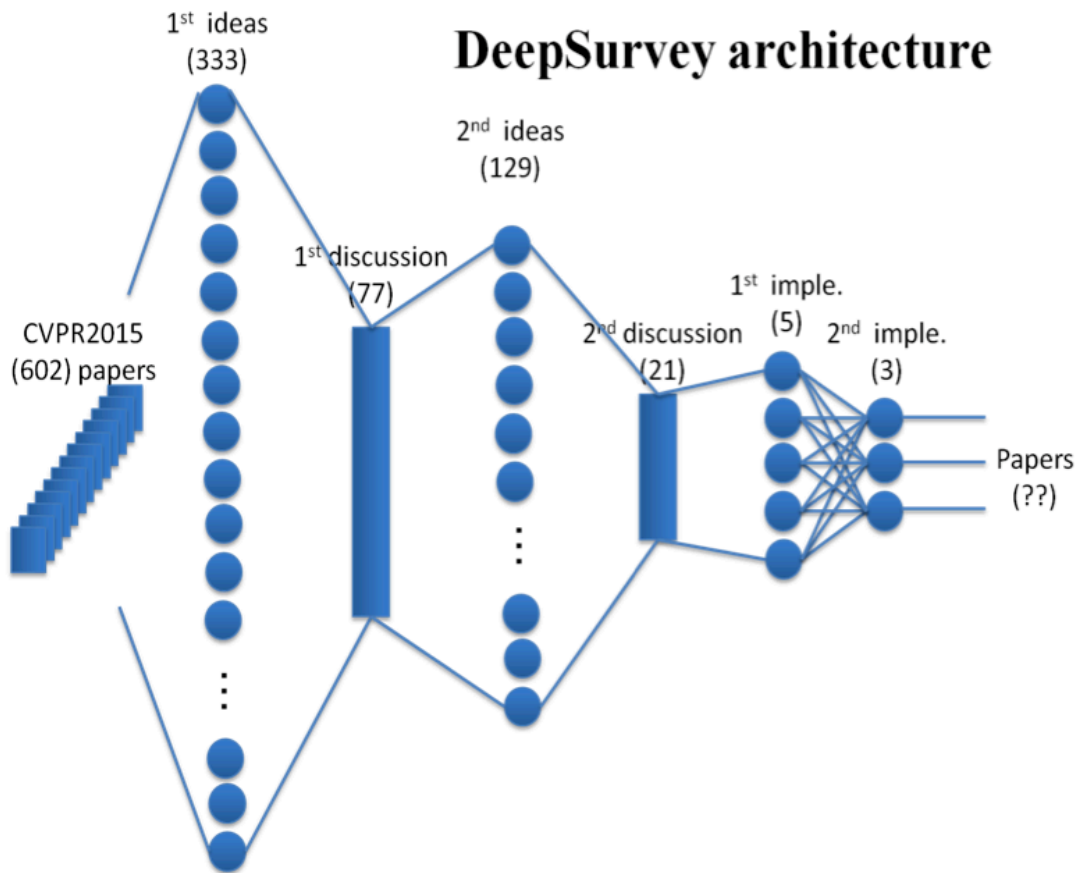 DeepSurvey architecture
1st ideas
(333)
2nd ideas
(129)
1st discussion
(77)
1st imple.
(5)
CVPR2015
(602) papers
2nd discussion
(21)
2nd imple.
(3)
Papers
(??)
⋮
⋮